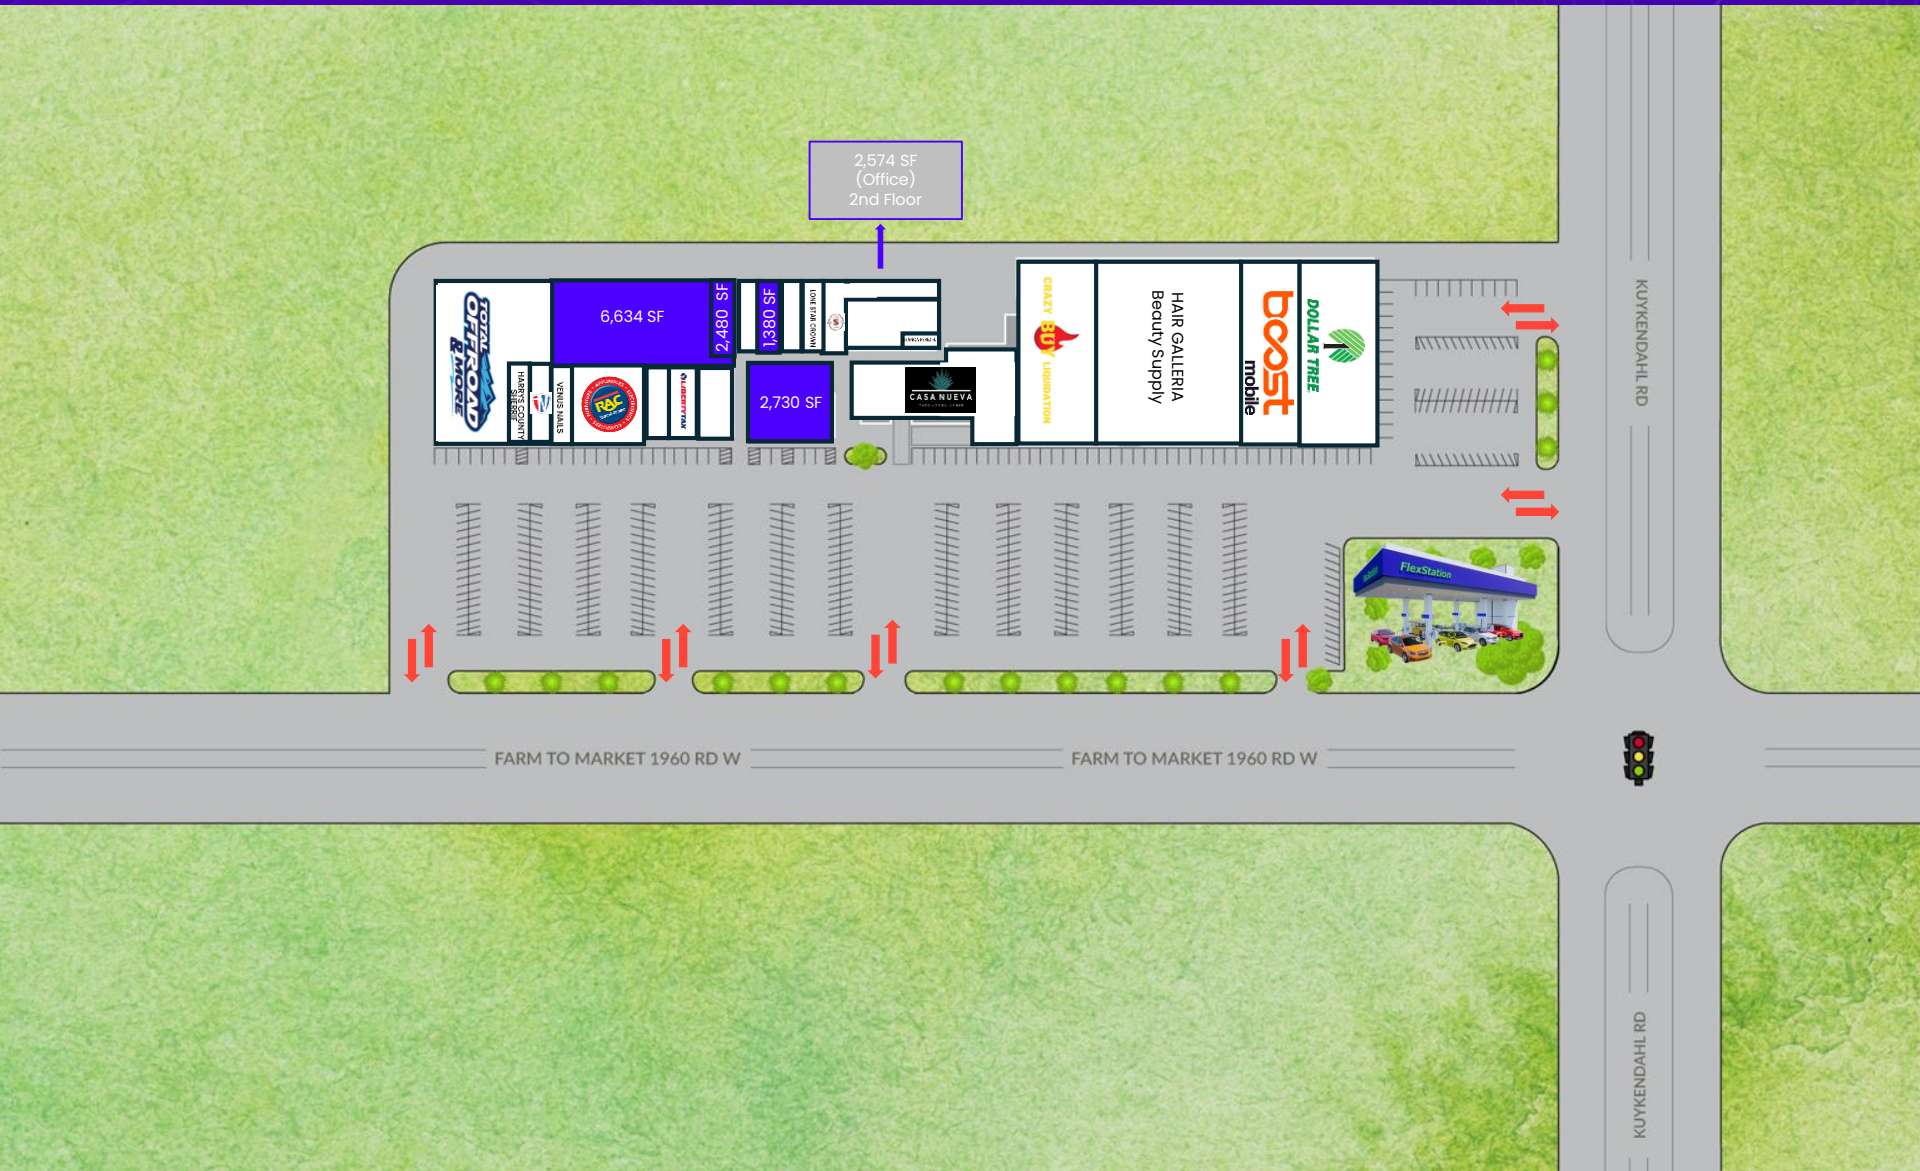 2,574 SF
(Office)
2nd Floor
TOTAL
OFFROAD
& MORE
6,634 SF
2,480 SF
1,380 SF
LONE STAR CROWN
HARRYS COUNTY
SHERRIF
VENUS NAILS
RAC
LIBERTY TAX
2,730 SF
CASA NUEVA
CRAZY BUY LIQUIDATION
HAIR GALLERIA
Beauty Supply
boost
mobile
DOLLAR TREE
KUYKENDAHL RD
FlexStation
FARM TO MARKET 1960 RD W
FARM TO MARKET 1960 RD W
KUYKENDAHL RD